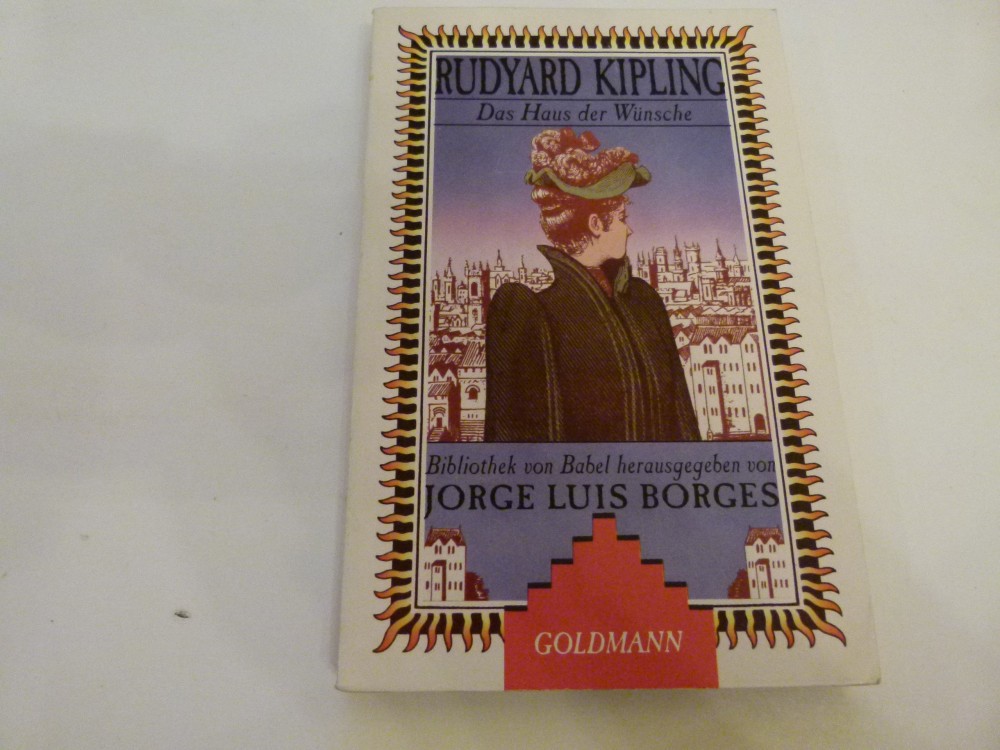 RUDYARD KIPLING
Das Haus der Wünsche
Bibliothek von Babel herausgegeben von
JORGE LUIS BORGES
GOLDMANN